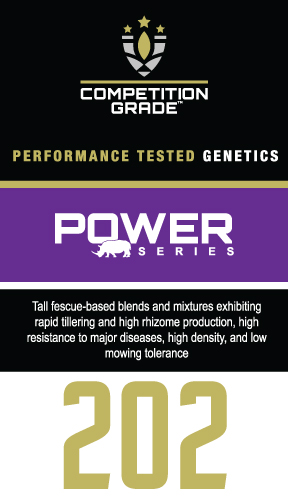 COMPETITION
GRADE™
PERFORMANCE TESTED GENETICS
POWER
SERIES
Tall fescue-based blends and mixtures exhibiting
rapid tillering and high rhizome production, high
resistance to major diseases, high density, and low
mowing tolerance
202